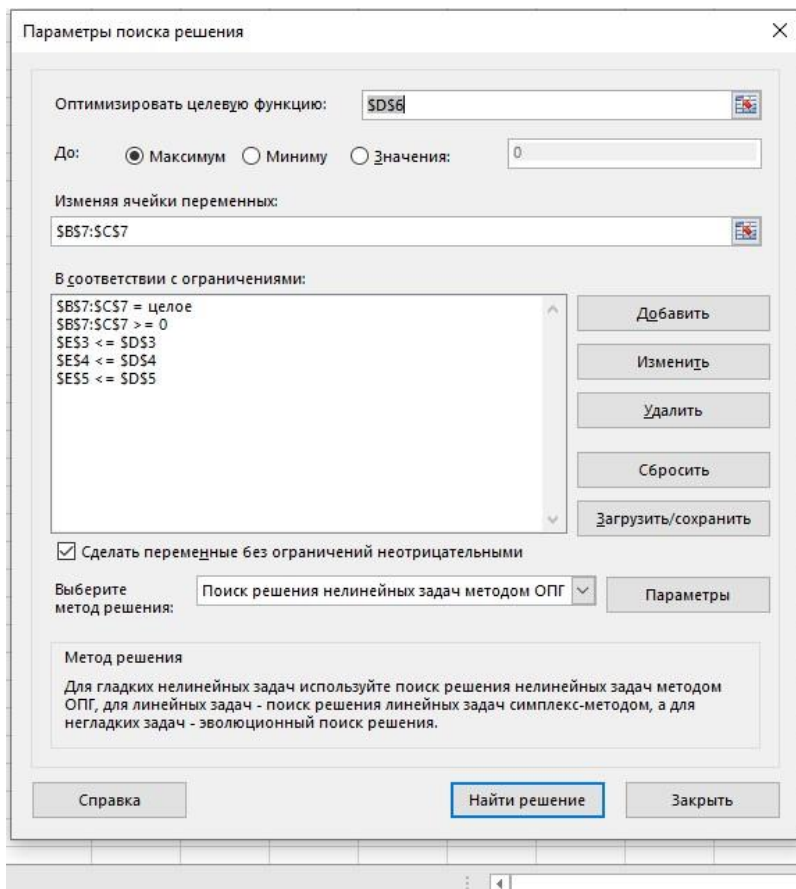 Параметры поиска решения
Оптимизировать целевую функцию: $D$6
До: Максимум Миниму Значения: 0
Изменяя ячейки переменных:
$B$7:$C$7
В соответствии с ограничениями:
$B$7:$C$7 = целое
$B$7:$C$7 >= 0
$E$3 <= $D$3
$E$4 <= $D$4
$E$5 <= $D$5
Добавить
Изменить
Удалить
Сбросить
Загрузить/сохранить
Сделать переменные без ограничений неотрицательными
Выберите
метод решения:
Поиск решения нелинейных задач методом ОПГ
Параметры
Метод решения
Для гладких нелинейных задач используйте поиск решения нелинейных задач методом
ОПГ, для линейных задач - поиск решения линейных задач симплекс-методом, а для
негладких задач - эволюционный поиск решения.
Справка Найти решение Закрыть